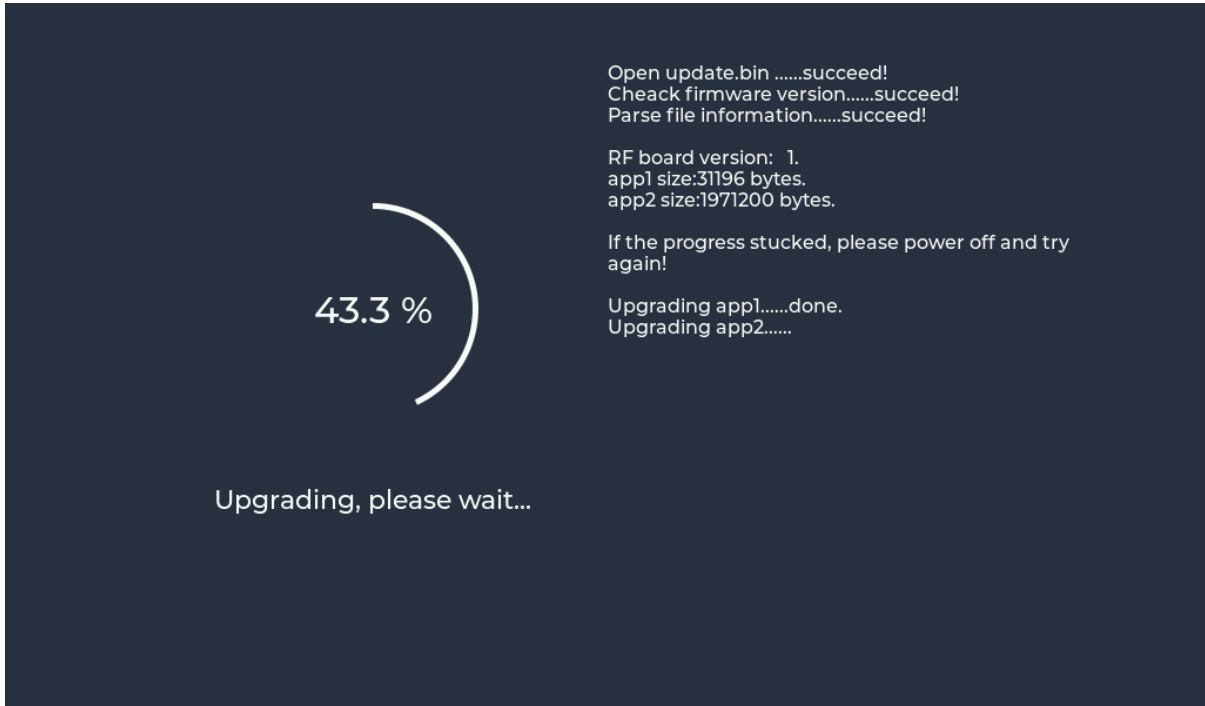 Open update.bin ......succeed!
Cheack firmware version......succeed!
Parse file information......succeed!
RF board version:   1.
app1 size:31196 bytes.
app2 size:1971200 bytes.
If the progress stucked, please power off and try
again!
Upgrading app1......done.
Upgrading app2......
43.3 %
Upgrading, please wait...